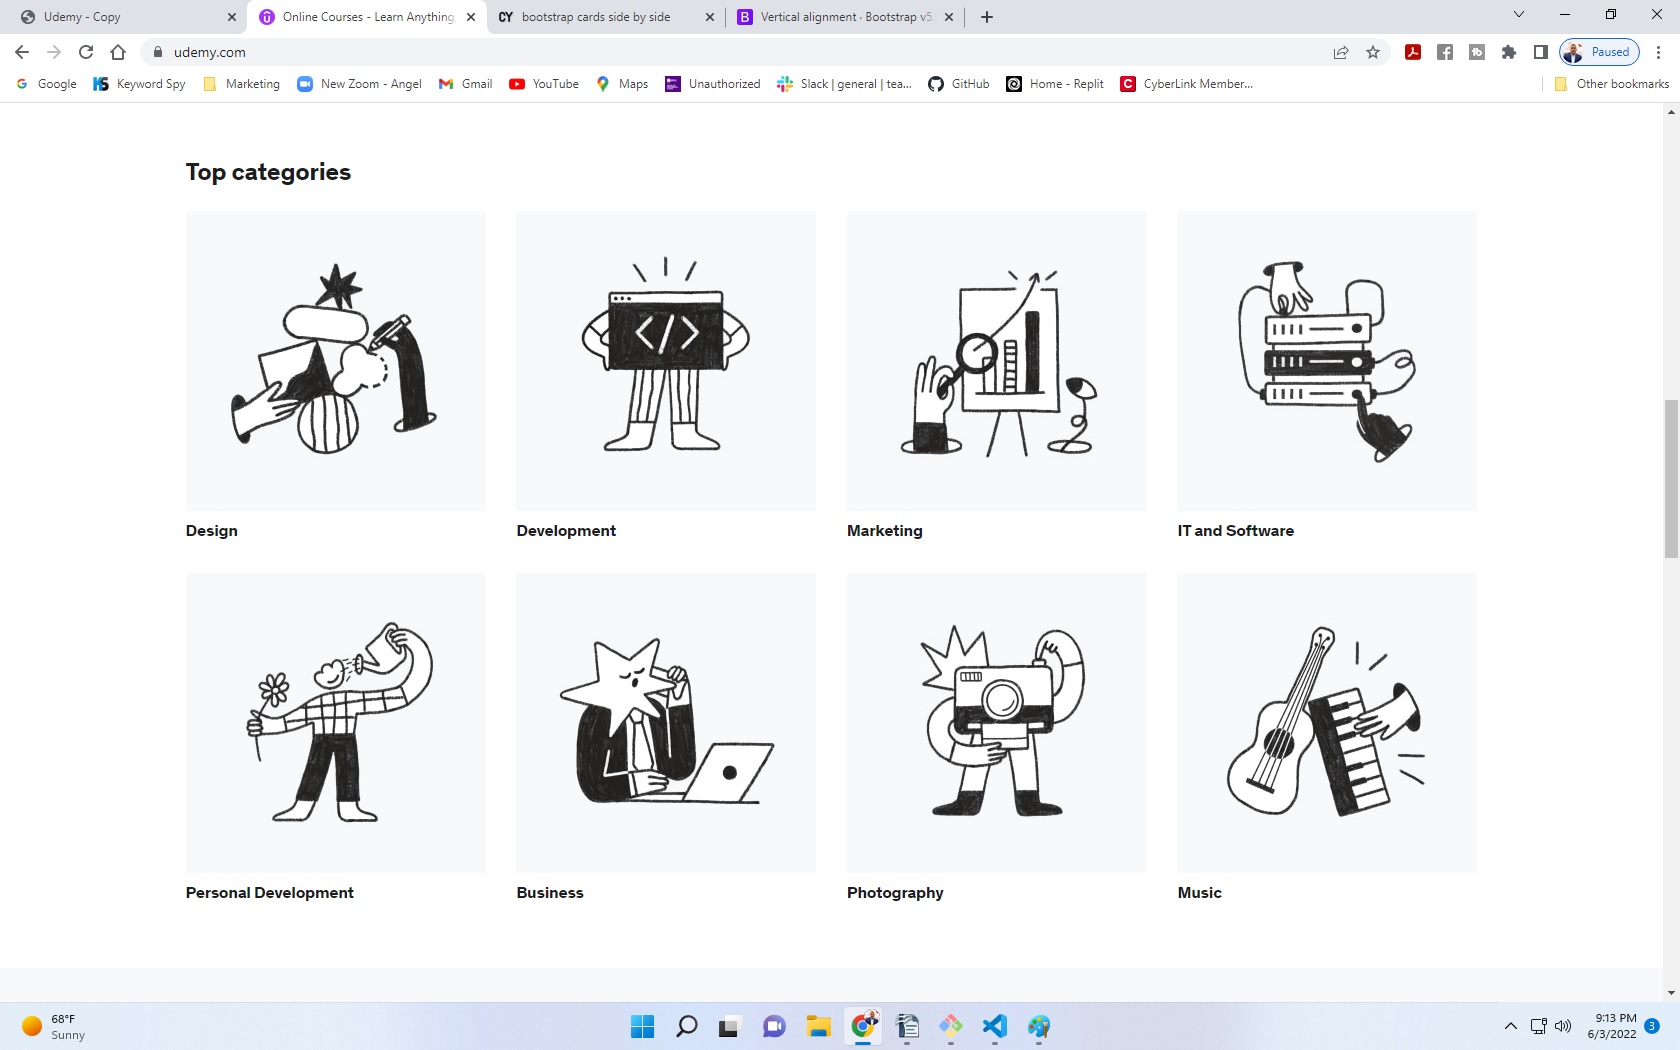 Udemy - Copy
Online Courses - Learn Anything,
CY bootstrap cards side by side
B Vertical alignment · Bootstrap v5.
udemy.com
Paused
Google
Keyword Spy
Marketing
New Zoom - Angel
Gmail
YouTube
Maps
Unauthorized
Slack | general | tea...
GitHub
Home - Replit
CyberLink Member...
Other bookmarks
Top categories
</>
Design
Development
Marketing
IT and Software
Personal Development
Business
Photography
Music
68°F
Sunny
9:13 PM
6/3/2022
3